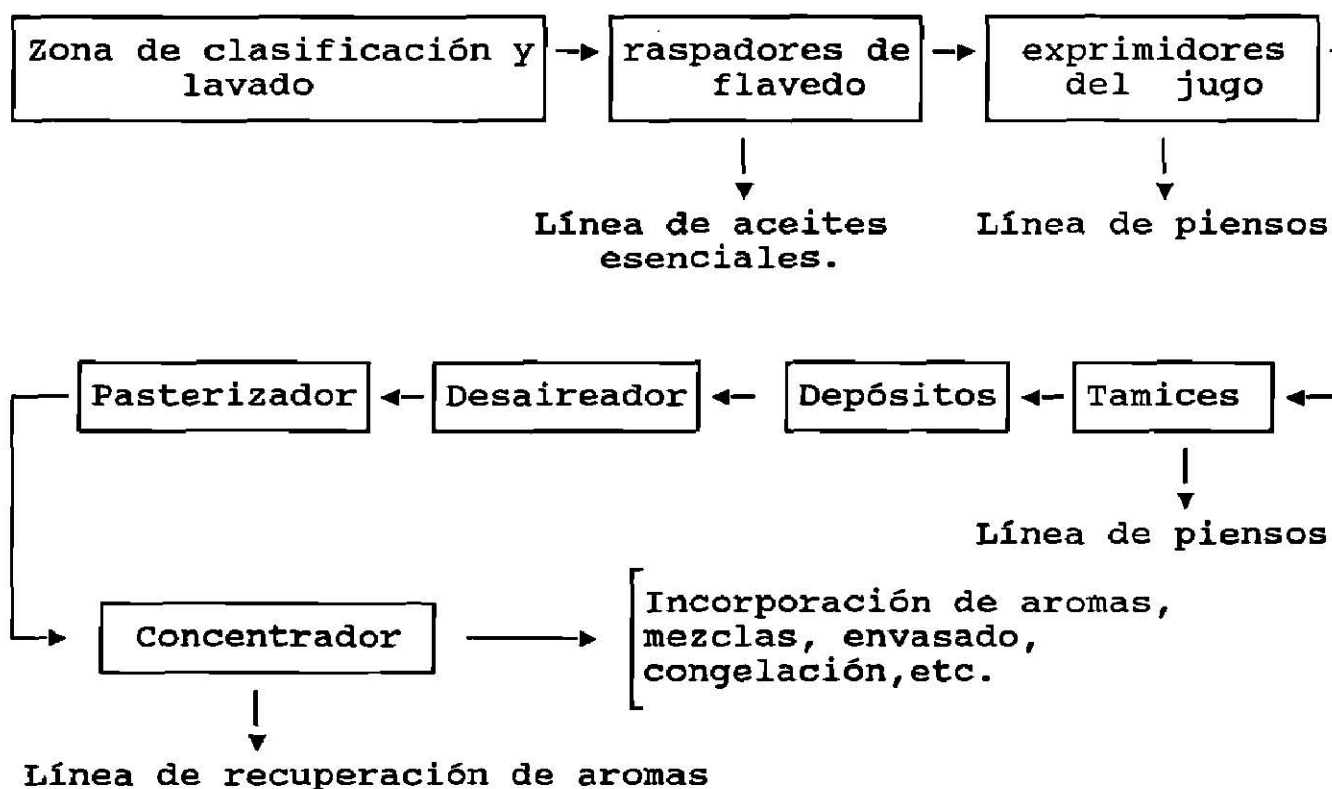 Zona de clasificación y
lavado
raspadores de
flavedo
exprimidores
del jugo
Línea de aceites
esenciales.
Línea de piensos
Pasterizador
Desaireador
Depósitos
Tamices
Línea de piensos
Concentrador
Incorporación de aromas,
mezclas, envasado,
congelación,etc.
Línea de recuperación de aromas